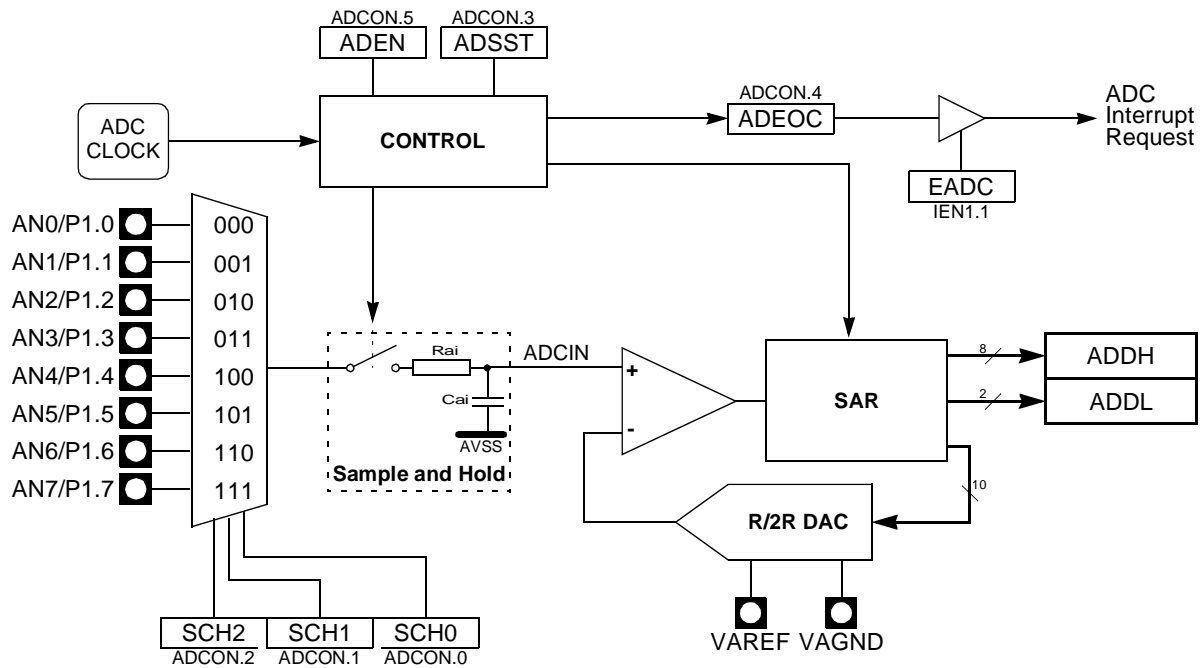 ADCON.5
ADEN
ADCON.3
ADSST
ADC
CLOCK
CONTROL
ADCON.4
ADEOC
ADC
Interrupt
Request
EADC
IEN1.1
AN0/P1.0
000
AN1/P1.1
001
AN2/P1.2
010
AN3/P1.3
011
AN4/P1.4
100
AN5/P1.5
101
AN6/P1.6
110
AN7/P1.7
111
Rai
Cai
AVSS
Sample and Hold
ADCIN
+
-
SAR
8
ADDH
2
ADDL
10
R/2R DAC
VAREF
VAGND
SCH2
SCH1
SCH0
ADCON.2
ADCON.1
ADCON.0